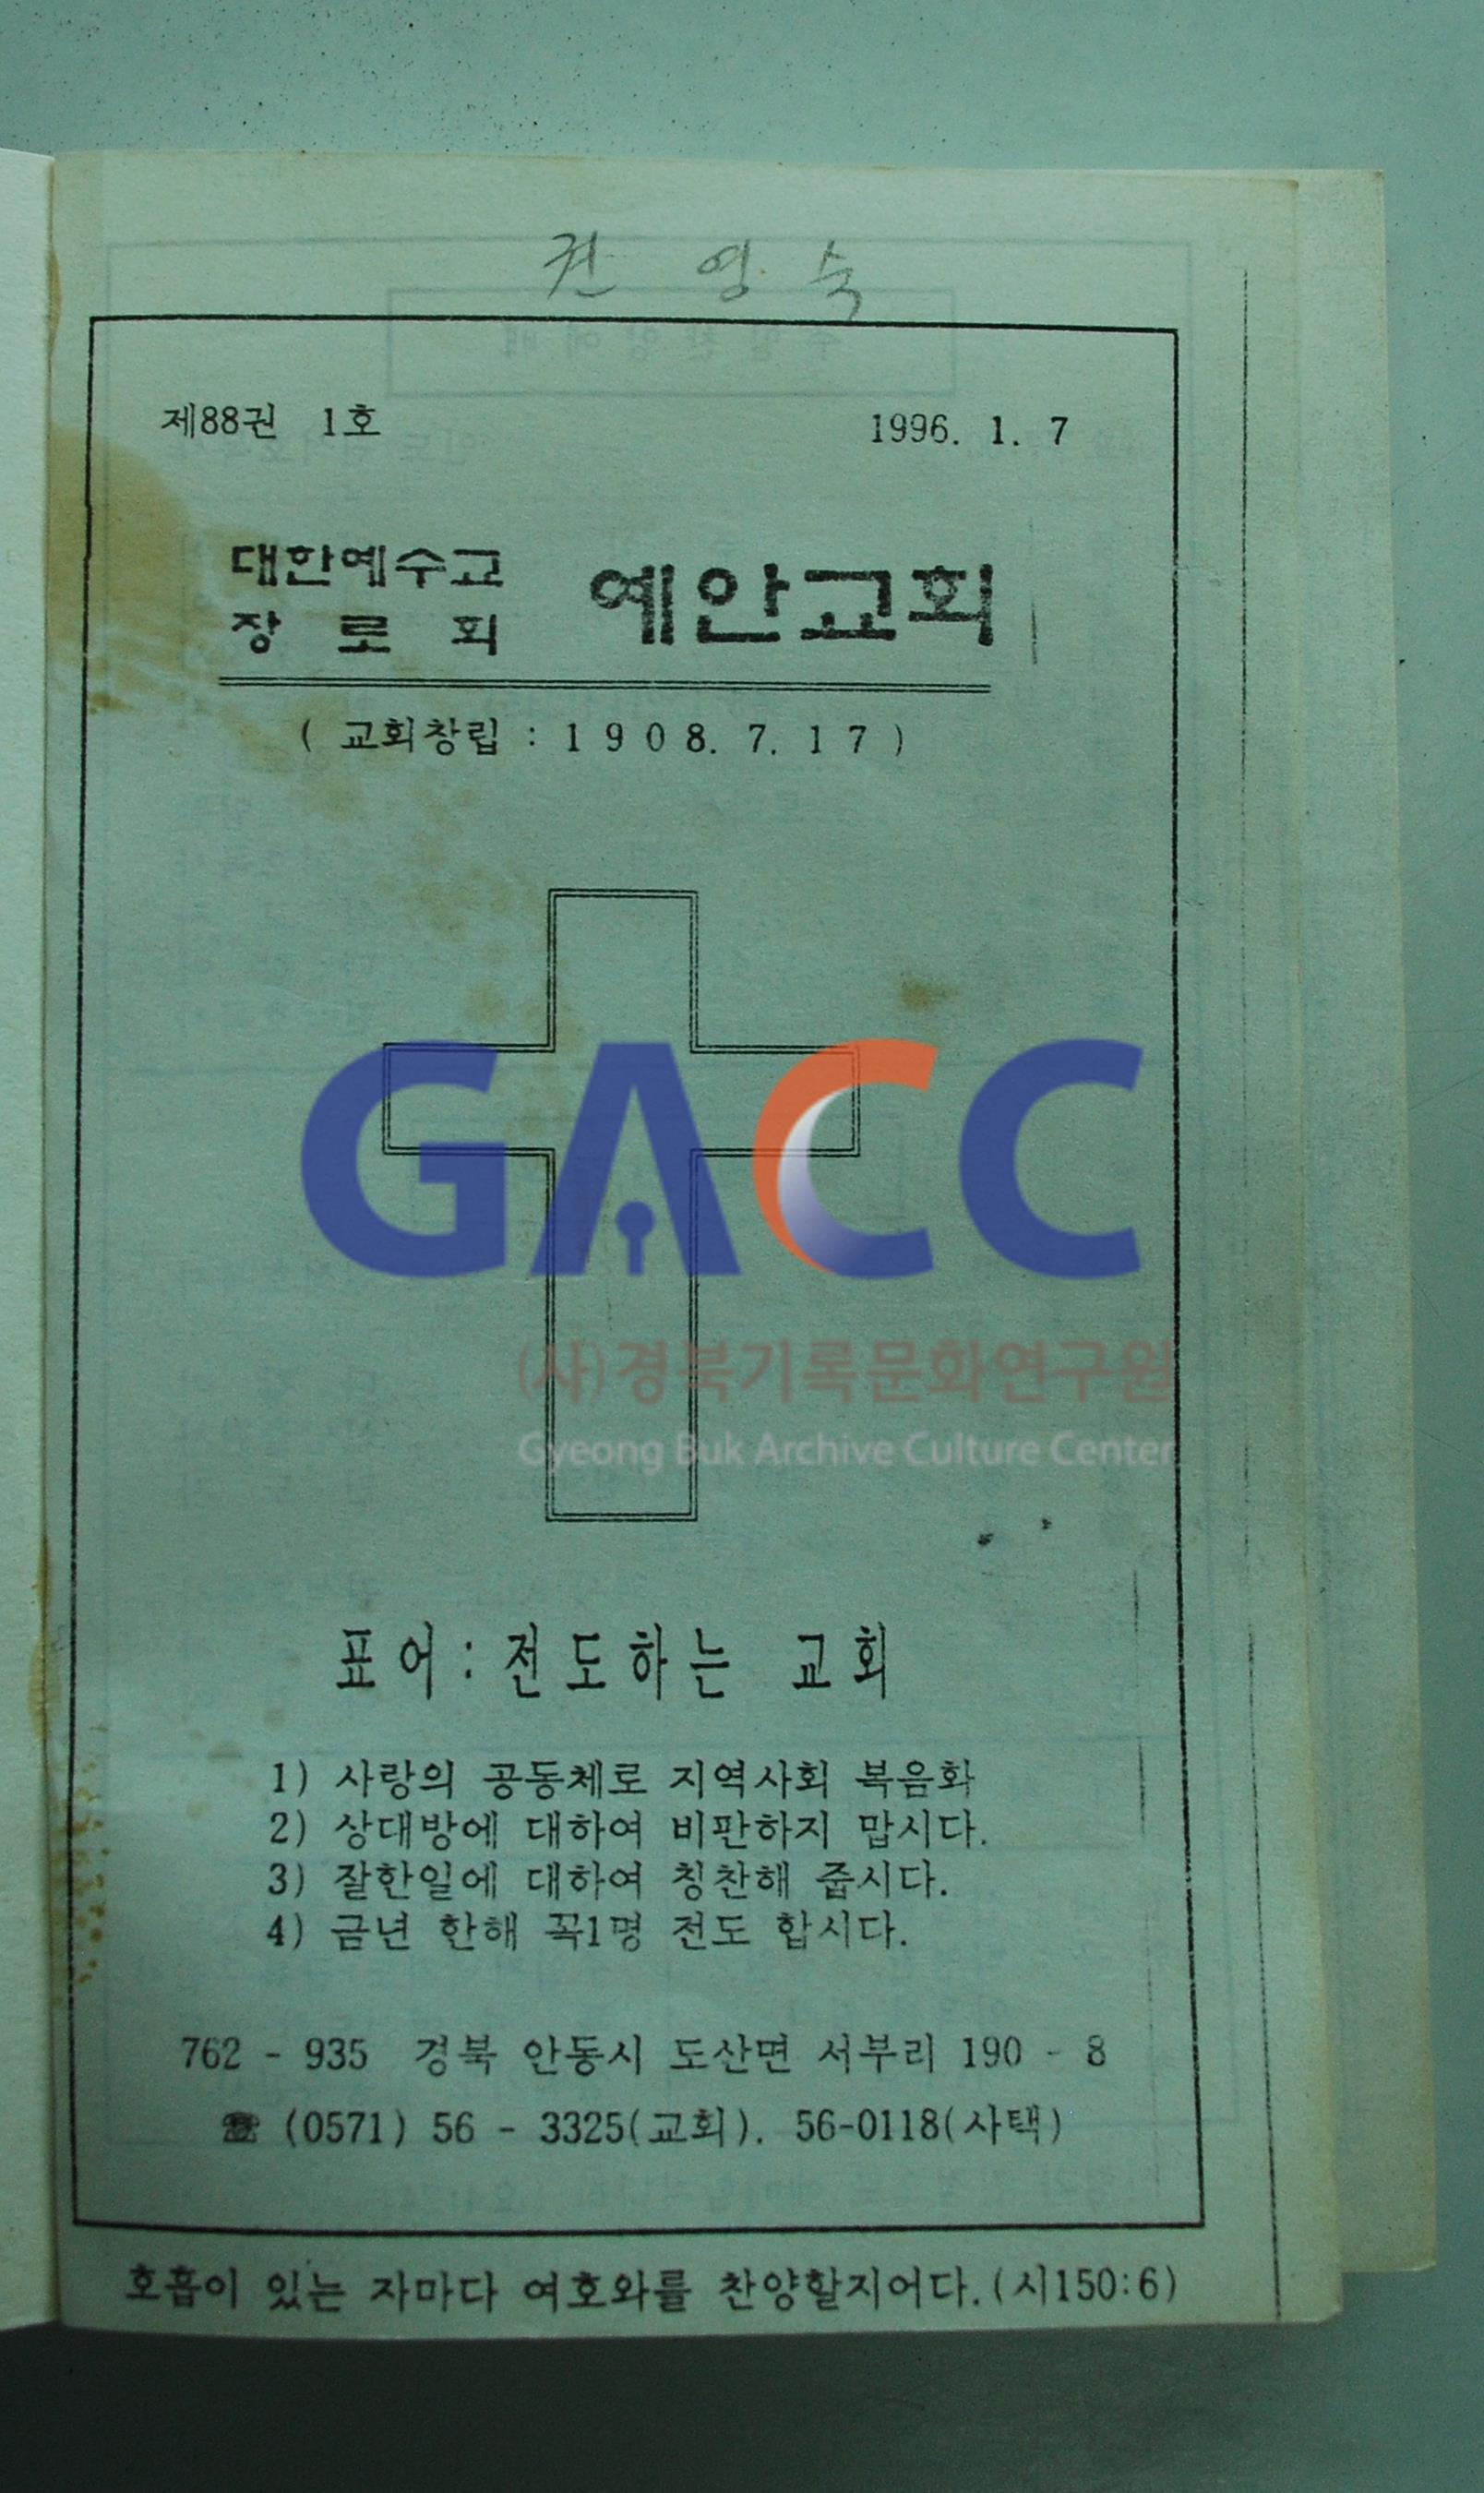 권 영 숙
제88권 1호 1996. 1. 7
대한예수교
장 로 회 예안교회
( 교회창립 : 1 9 0 8. 7. 1 7 )
GACC
(사)경북기록문화연구원
Gyeong Buk Archive Culture Center
표 어 : 전 도 하 는 교 회
1) 사랑의 공동체로 지역사회 복음화
2) 상대방에 대하여 비판하지 맙시다.
3) 잘한일에 대하여 칭찬해 줍시다.
4) 금년 한해 꼭1명 전도 합시다.
762 - 935 경북 안동시 도산면 서부리 190 - 8
☎ (0571) 56 - 3325(교회). 56-0118(사택)
호흡이 있는 자마다 여호와를 찬양할지어다.(시150:6)